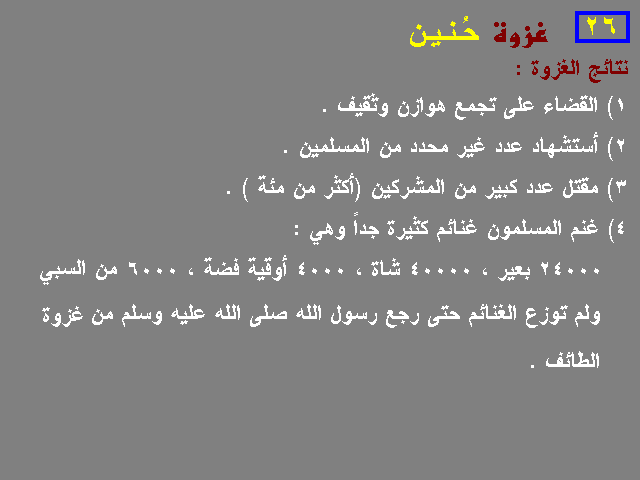 ٢٦
غزوة حُنين
نتائج الغزوة :
١) القضاء على تجمع هوازن وثقيف .
٢) أستشهاد عدد غير محدد من المسلمين .
٣) مقتل عدد كبير من المشركين (أكثر من مئة ) .
٤) غنم المسلمون غنائم كثيرة جداً وهي :
٢٤٠٠٠ بعير ، ٤٠٠٠٠ شاة ، ٤٠٠٠ أوقية فضة ، ٦٠٠٠ من السبي
ولم توزع الغنائم حتى رجع رسول الله صلى الله عليه وسلم من غزوة
الطائف .